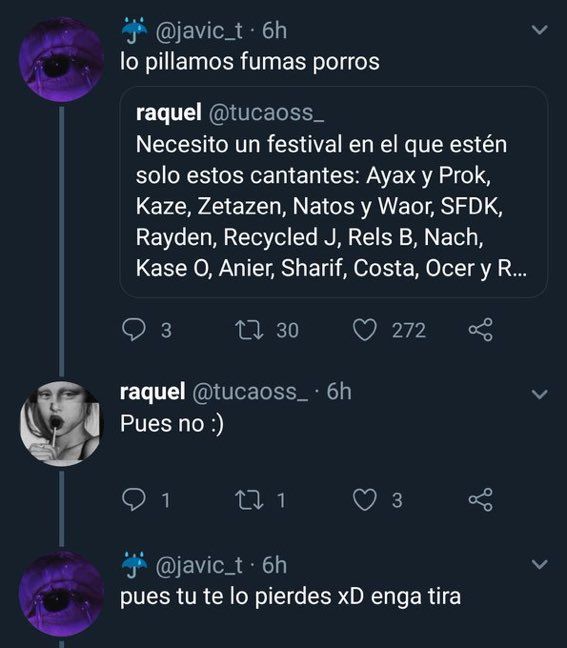 ☔ @javic_t · 6h
lo pillamos fumas porros
raquel @tucaoss_
Necesito un festival en el que estén
solo estos cantantes: Ayax y Prok,
Kaze, Zetazen, Natos y Waor, SFDK,
Rayden, Recycled J, Rels B, Nach,
Kase O, Anier, Sharif, Costa, Ocer y R...
3 30 272
raquel @tucaoss_ · 6h
Pues no :)
1 1 3
☔ @javic_t · 6h
pues tu te lo pierdes xD enga tira